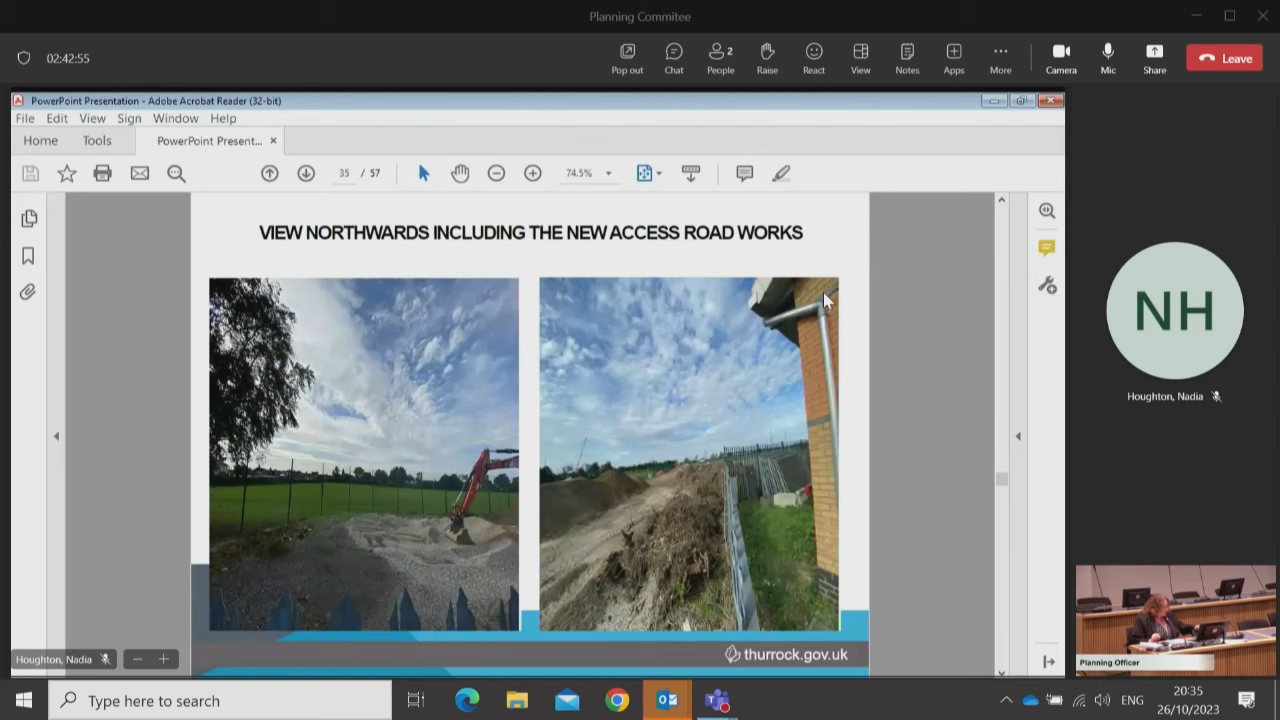 Planning Commitee
02:42:55
Pop out
Chat
2
People
Raise
React
View
Notes
Apps
More
Camera
Mic
Share
Leave
PowerPoint Presentation - Adobe Acrobat Reader (32-bit)
File Edit View Sign Window Help
Home Tools PowerPoint Present...
35 / 57
74.5%
VIEW NORTHWARDS INCLUDING THE NEW ACCESS ROAD WORKS
NH
Houghton, Nadia
thurrock.gov.uk
Houghton, Nadia
Planning Officer
Type here to search
ENG
20:35
26/10/2023